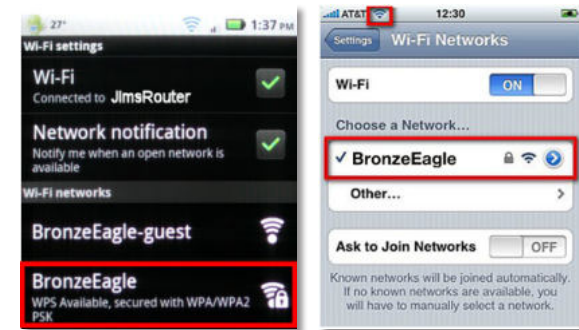 27°
1:37 PM
Wi-Fi settings
Wi-Fi
Connected to JimsRouter
Network notification
Notify me when an open network is
available
Wi-Fi networks
BronzeEagle-guest
BronzeEagle
WPS Available, secured with WPA/WPA2
PSK
AT&T
12:30
Settings
Wi-Fi Networks
Wi-Fi
ON
Choose a Network...
BronzeEagle
Other...
Ask to Join Networks
OFF
Known networks will be joined automatically.
If no known networks are available, you
will have to manually select a network.